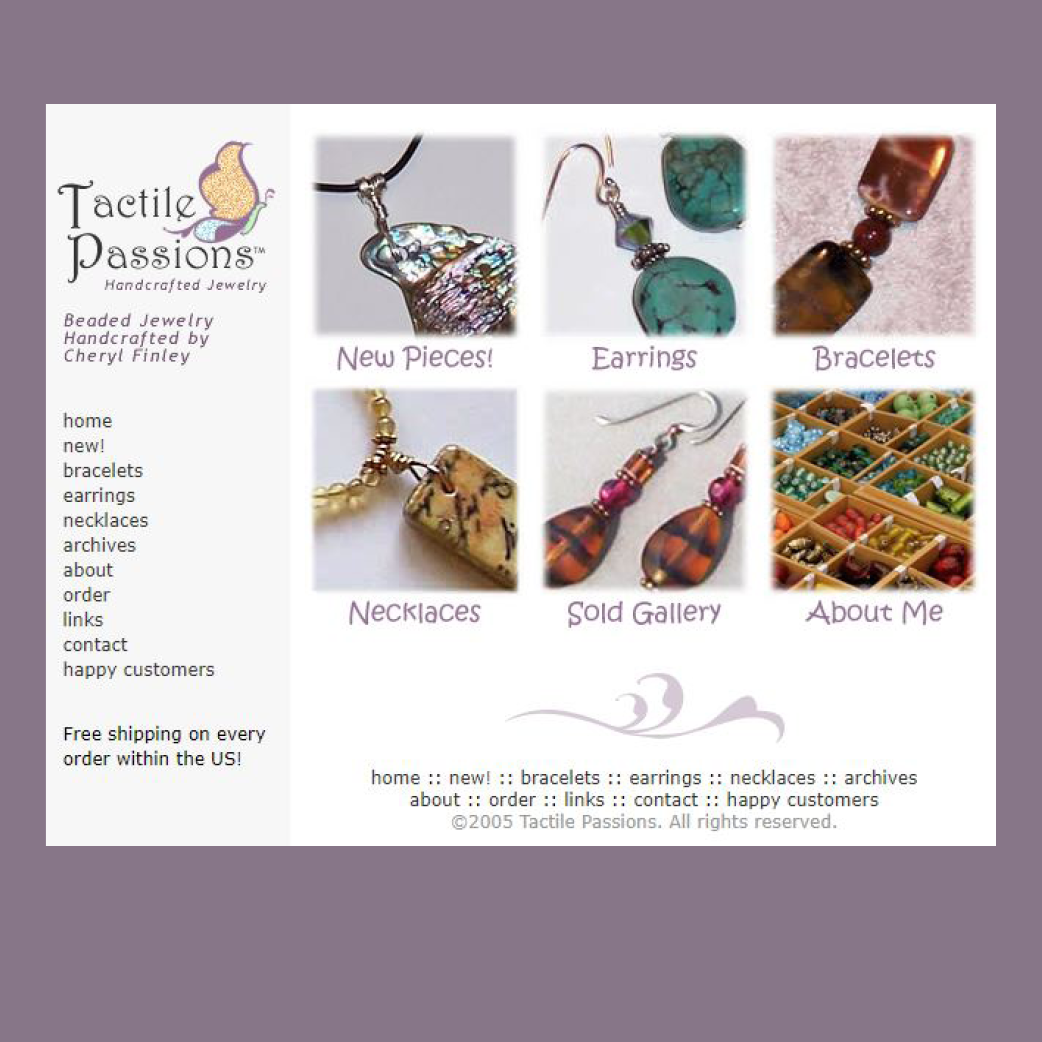 Tactile
Passions™
Handcrafted Jewelry
Beaded Jewelry
Handcrafted by
Cheryl Finley
home
new!
bracelets
earrings
necklaces
archives
about
order
links
contact
happy customers
Free shipping on every
order within the US!
New Pieces!
Earrings
Bracelets
Necklaces
Sold Gallery
About Me
home :: new! :: bracelets :: earrings :: necklaces :: archives
about :: order :: links :: contact :: happy customers
©2005 Tactile Passions. All rights reserved.